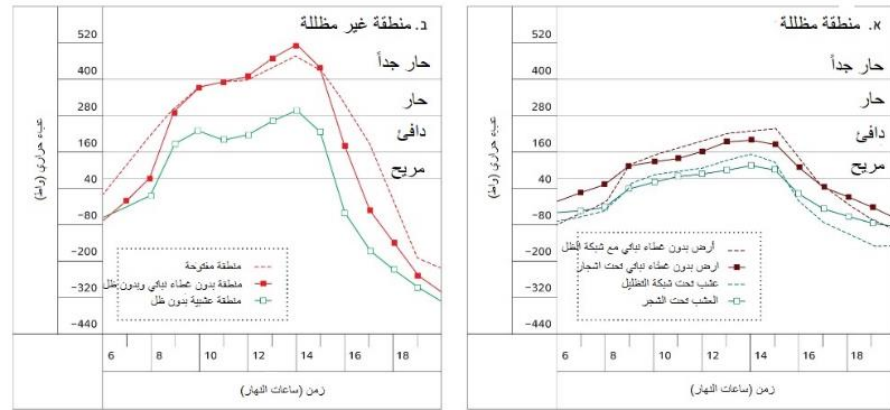 א. منطقة مظللة
حار جداً
حار
دافئ
مريح
520
400
280
160
40
−80
−200
−320
−440
عبء حراري (واط)
أرض بدون غطاء نباتي مع شبكة الظل
ارض بدون غطاء نباتي تحت اشجار
عشب تحت شبكة التظليل
العشب تحت الشجر
6 8 10 12 14 16 18
زمن (ساعات النهار)
ב. منطقة غير مظللة
حار جداً
حار
دافئ
مريح
520
400
280
160
40
−80
−200
−320
−440
عبء حراري (واط)
منطقة مفتوحة
منطقة بدون غطاء نباتي وبدون ظل
منطقة عشبية بدون ظل
6 8 10 12 14 16 18
زمن (ساعات النهار)